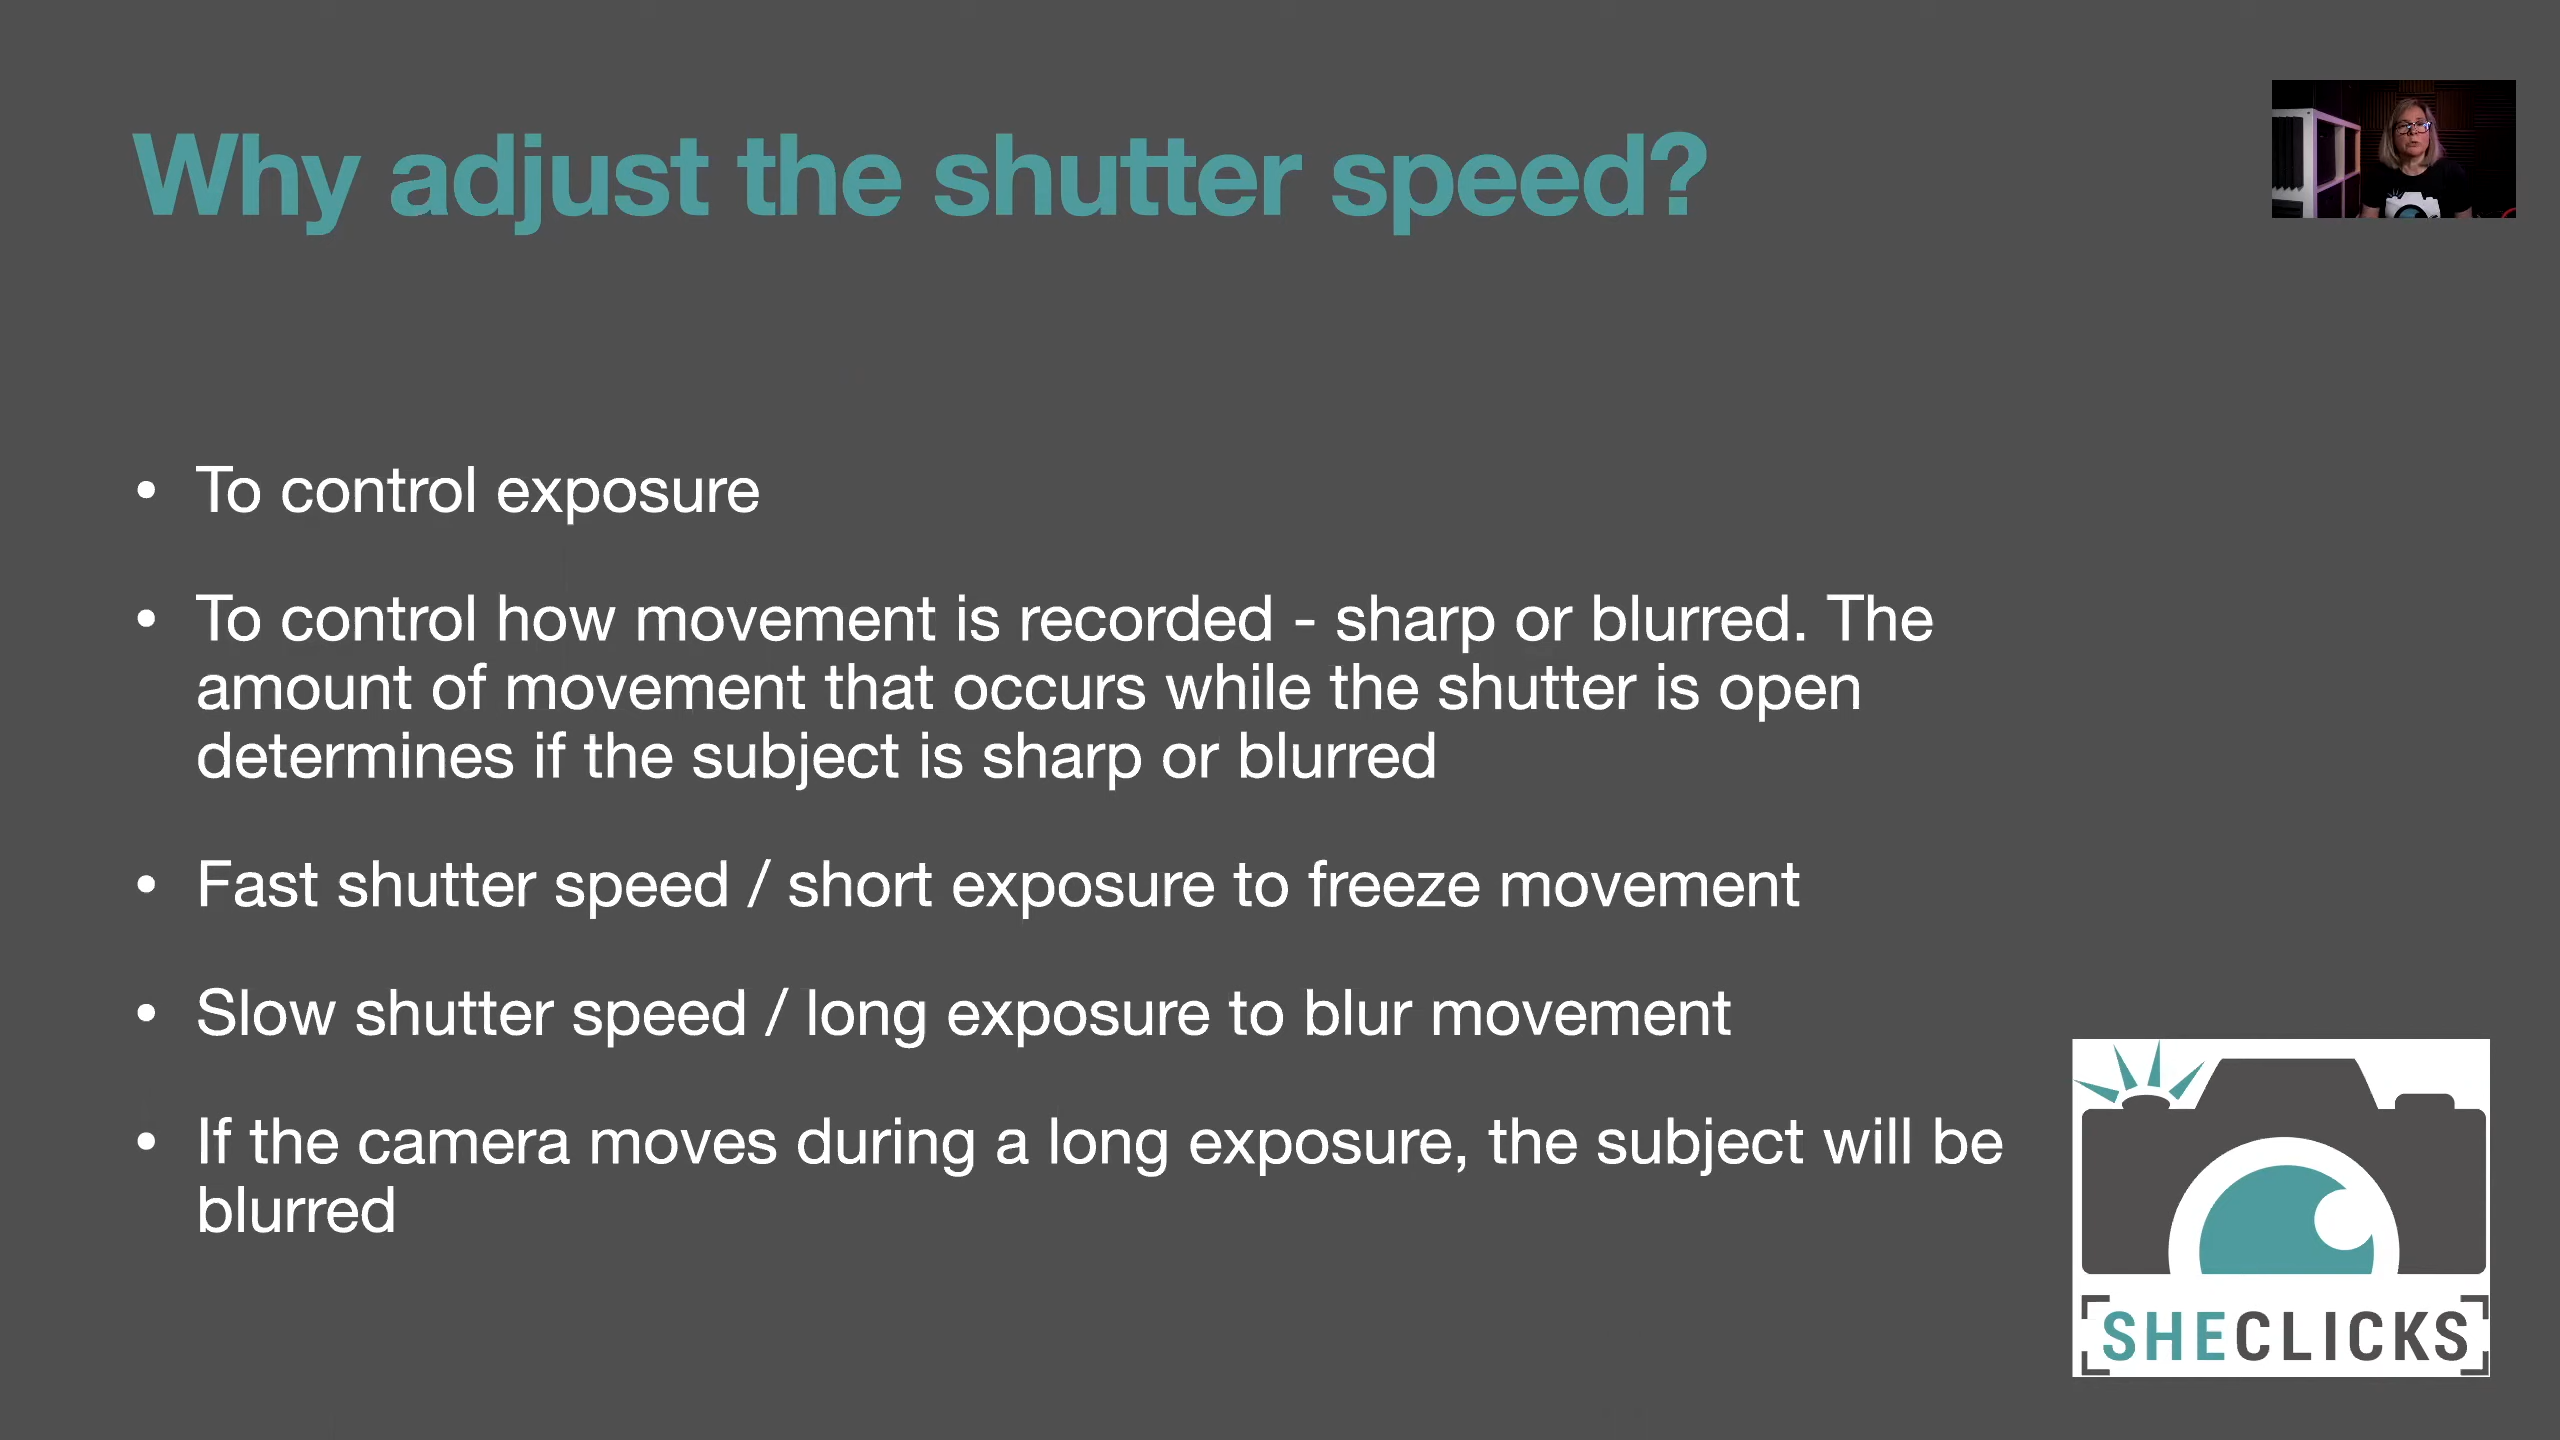 Why adjust the shutter speed?
• To control exposure
• To control how movement is recorded - sharp or blurred. The
amount of movement that occurs while the shutter is open
determines if the subject is sharp or blurred
• Fast shutter speed / short exposure to freeze movement
• Slow shutter speed / long exposure to blur movement
• If the camera moves during a long exposure, the subject will be
blurred
SHECLICKS